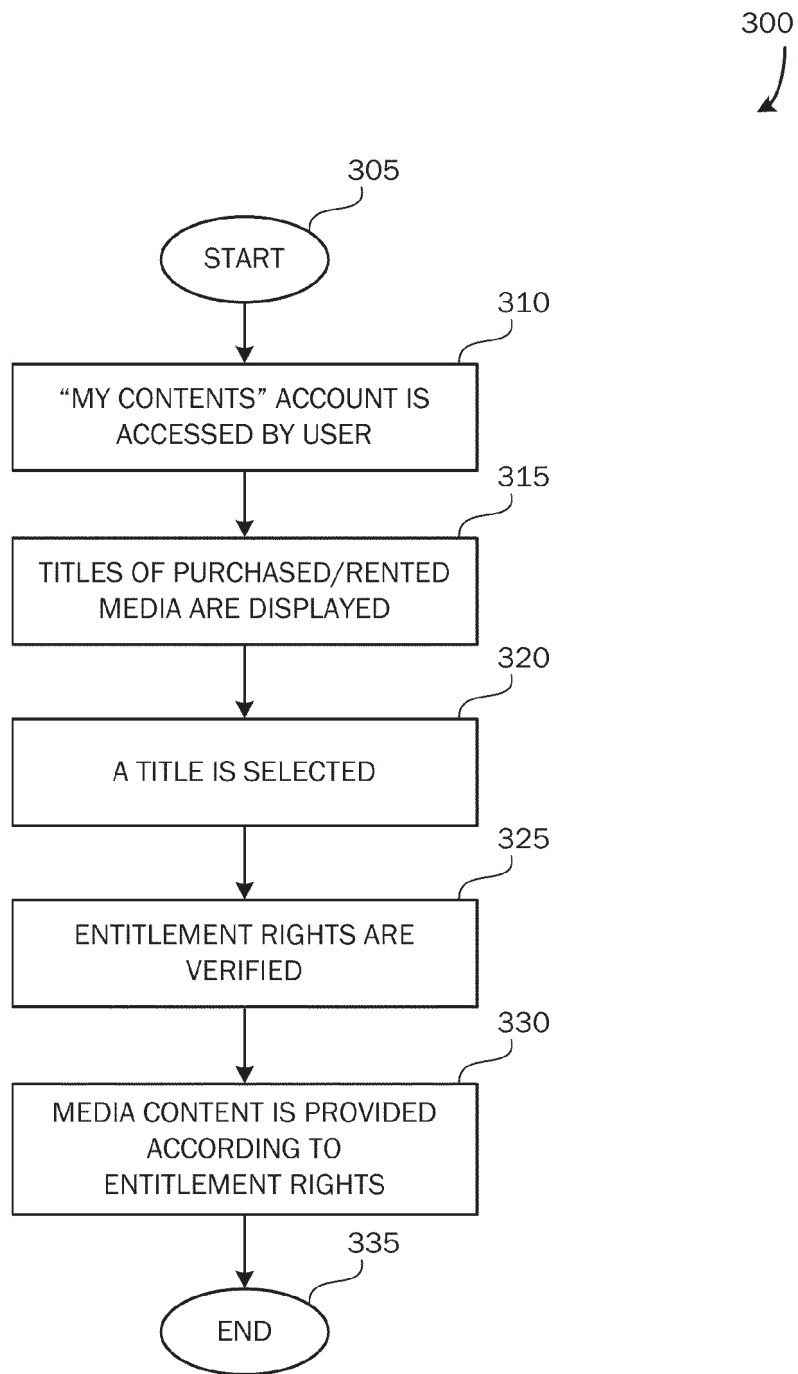 300
305
START
310
“MY CONTENTS” ACCOUNT IS
ACCESSED BY USER
315
TITLES OF PURCHASED/RENTED
MEDIA ARE DISPLAYED
320
A TITLE IS SELECTED
325
ENTITLEMENT RIGHTS ARE
VERIFIED
330
MEDIA CONTENT IS PROVIDED
ACCORDING TO
ENTITLEMENT RIGHTS
335
END